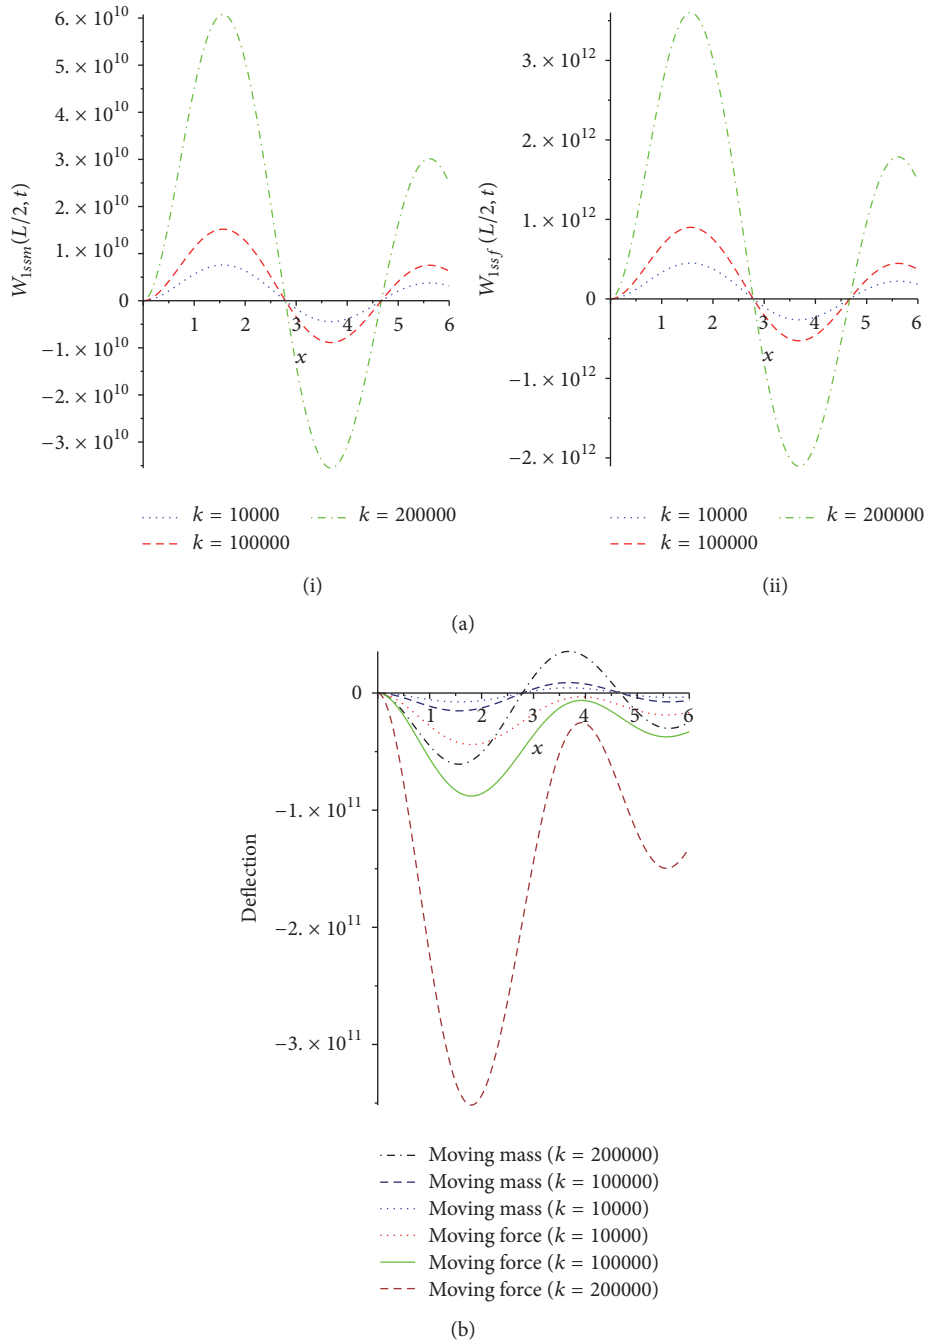 6. × 10^10
5. × 10^10
4. × 10^10
3. × 10^10
2. × 10^10
1. × 10^10
0
−1. × 10^10
−2. × 10^10
−3. × 10^10
W_1ssm(L/2, t)
1 2 3 4 5 6
x
k = 10000
k = 200000
k = 100000
(i)
3. × 10^12
2. × 10^12
1. × 10^12
0
−1. × 10^12
−2. × 10^12
W_1ssf(L/2, t)
1 2 3 4 5 6
x
k = 10000
k = 200000
k = 100000
(ii)
(a)
0
−1. × 10^11
−2. × 10^11
−3. × 10^11
Deflection
1 2 3 4 5 6
x
Moving mass (k = 200000)
Moving mass (k = 100000)
Moving mass (k = 10000)
Moving force (k = 10000)
Moving force (k = 100000)
Moving force (k = 200000)
(b)